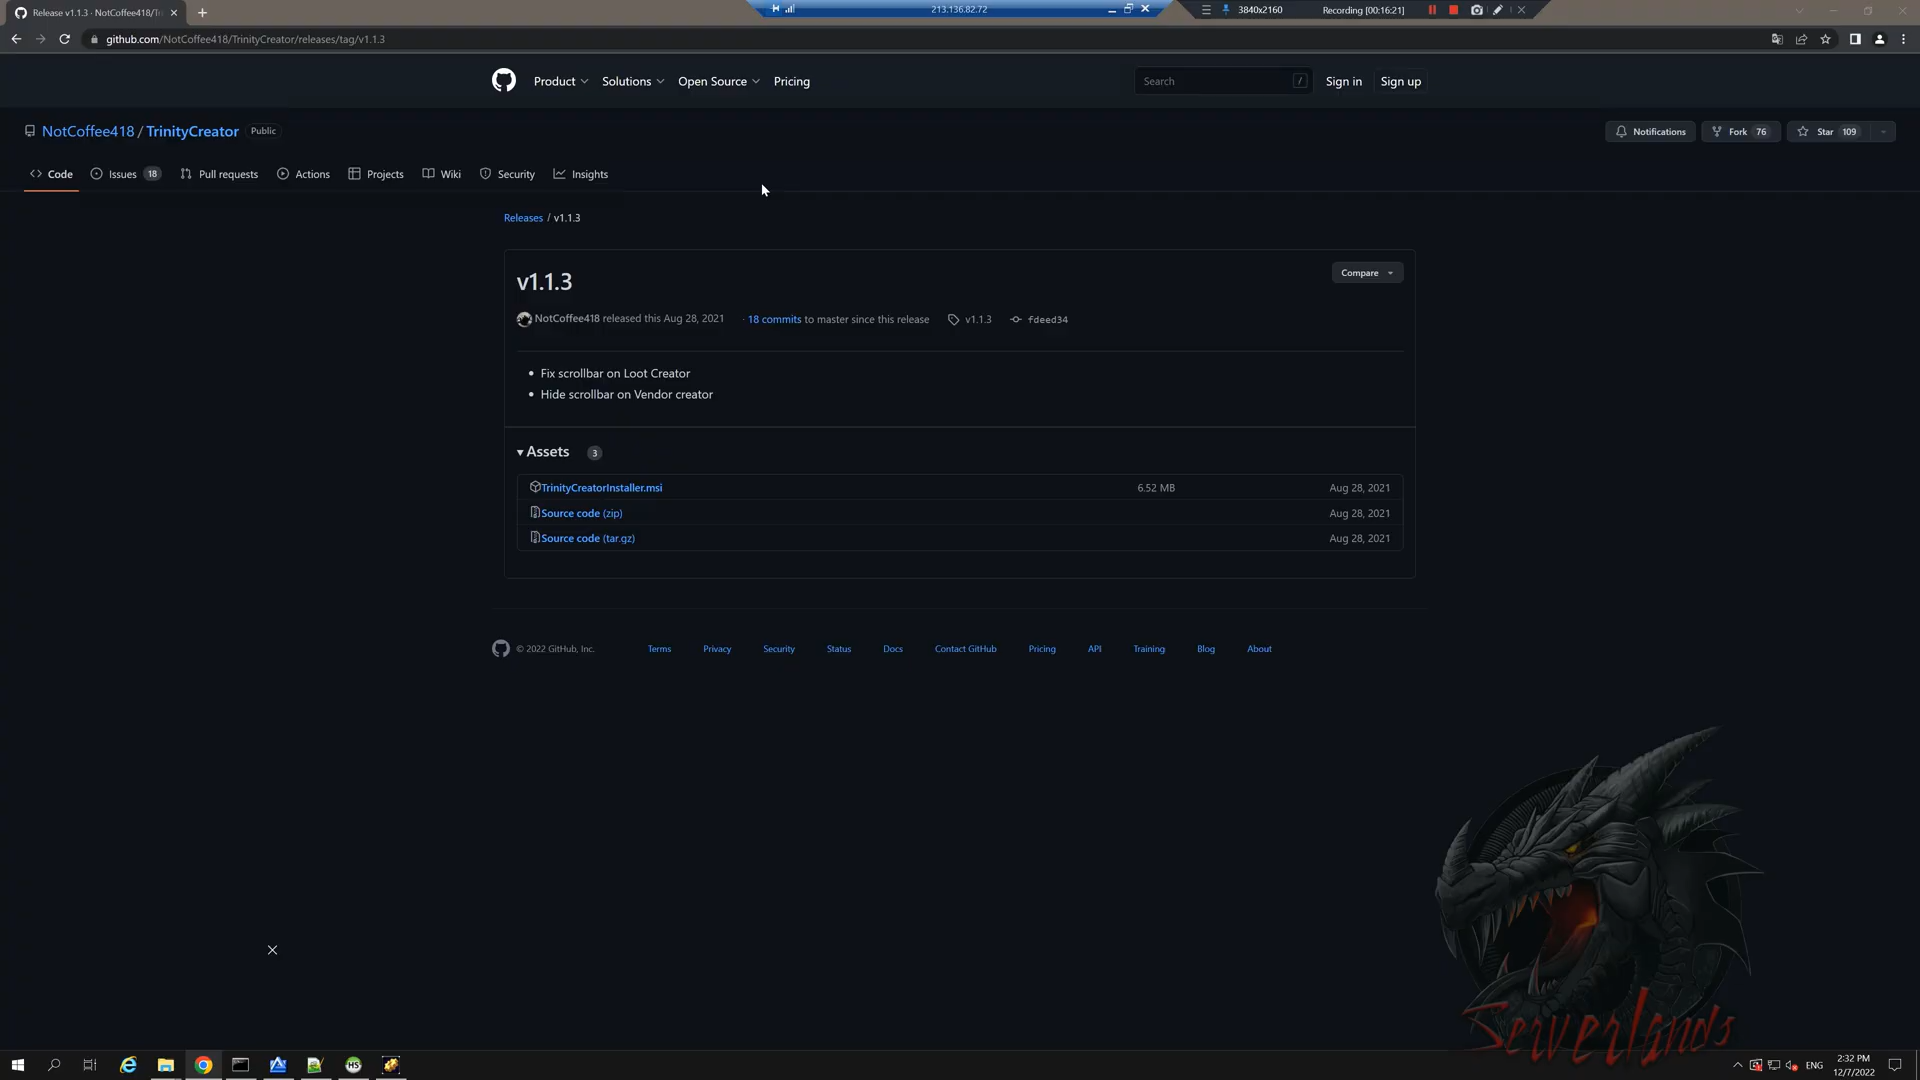 Release v1.1.3 · NotCoffee418/Tri
213.136.82.72
3840x2160
Recording [00:16:21]
github.com/NotCoffee418/TrinityCreator/releases/tag/v1.1.3
Product
Solutions
Open Source
Pricing
Search
/
Sign in
Sign up
NotCoffee418 / TrinityCreator
Public
Notifications
Fork 76
Star 109
Code
Issues 18
Pull requests
Actions
Projects
Wiki
Security
Insights
Releases / v1.1.3
v1.1.3
Compare
NotCoffee418 released this Aug 28, 2021
· 18 commits to master since this release
v1.1.3
fdeed34
• Fix scrollbar on Loot Creator
• Hide scrollbar on Vendor creator
Assets 3
TrinityCreatorInstaller.msi 6.52 MB Aug 28, 2021
Source code (zip) Aug 28, 2021
Source code (tar.gz) Aug 28, 2021
© 2022 GitHub, Inc.
Terms
Privacy
Security
Status
Docs
Contact GitHub
Pricing
API
Training
Blog
About
Serverlands
HS
ENG
2:32 PM
12/7/2022